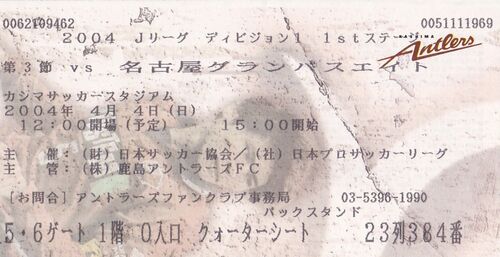 0062109462
0051111969
KASHIMA
Antlers
2004 Jリーグ ディビジョン1 1stステージ
第3節 vs 名古屋グランパスエイト
カシマサッカースタジアム
2004年 4月 4日(日)
12:00開場(予定) 15:00開始
主 催:(財)日本サッカー協会/(社)日本プロサッカーリーグ
主 管:(株)鹿島アントラーズFC
[お問合]アントラーズファンクラブ事務局 03-5396-1990
バックスタンド
5・6ゲート 1階 O入口 クォーターシート 23列384番